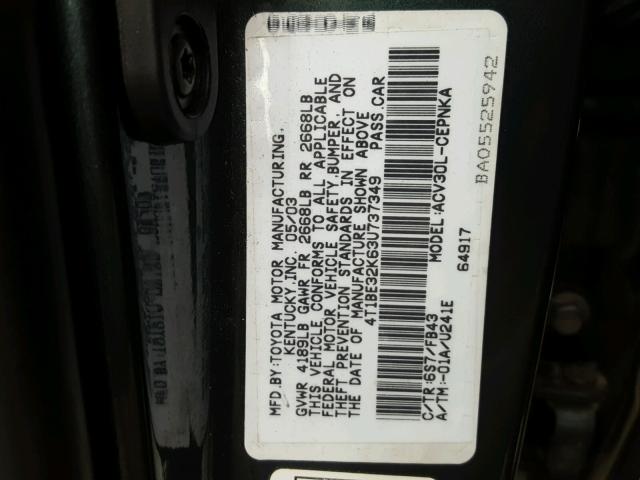 MFD.BY:TOYOTA MOTOR MANUFACTURING,
KENTUCKY,INC. 05/03
GVWR 4189LB GAWR FR 2668LB RR 2668LB
THIS VEHICLE CONFORMS TO ALL APPLICABLE
FEDERAL MOTOR VEHICLE SAFETY,BUMPER, AND
THEFT PREVENTION STANDARDS IN EFFECT ON
THE DATE OF MANUFACTURE SHOWN ABOVE
4T1BE32K63U737349 PASS.CAR
C/TR:6S7/FB43 MODEL:ACV30L-CEPNKA
A/TM:-01A/U241E 64917
BA05525942